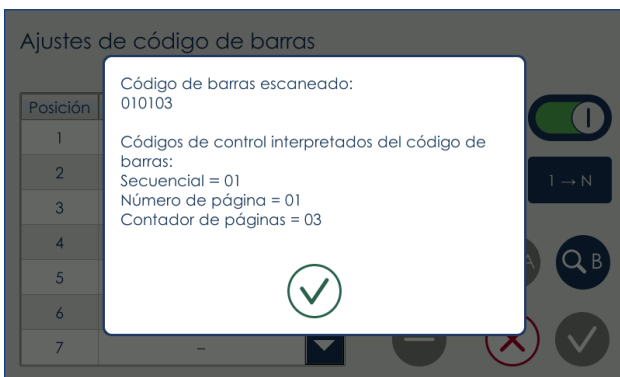 Ajustes de código de barras
Código de barras escaneado:
010103
Códigos de control interpretados del código de
barras:
Secuencial = 01
Número de página = 01
Contador de páginas = 03
Posición
1
2
1 → N
3
4
A
B
5
6
7
–